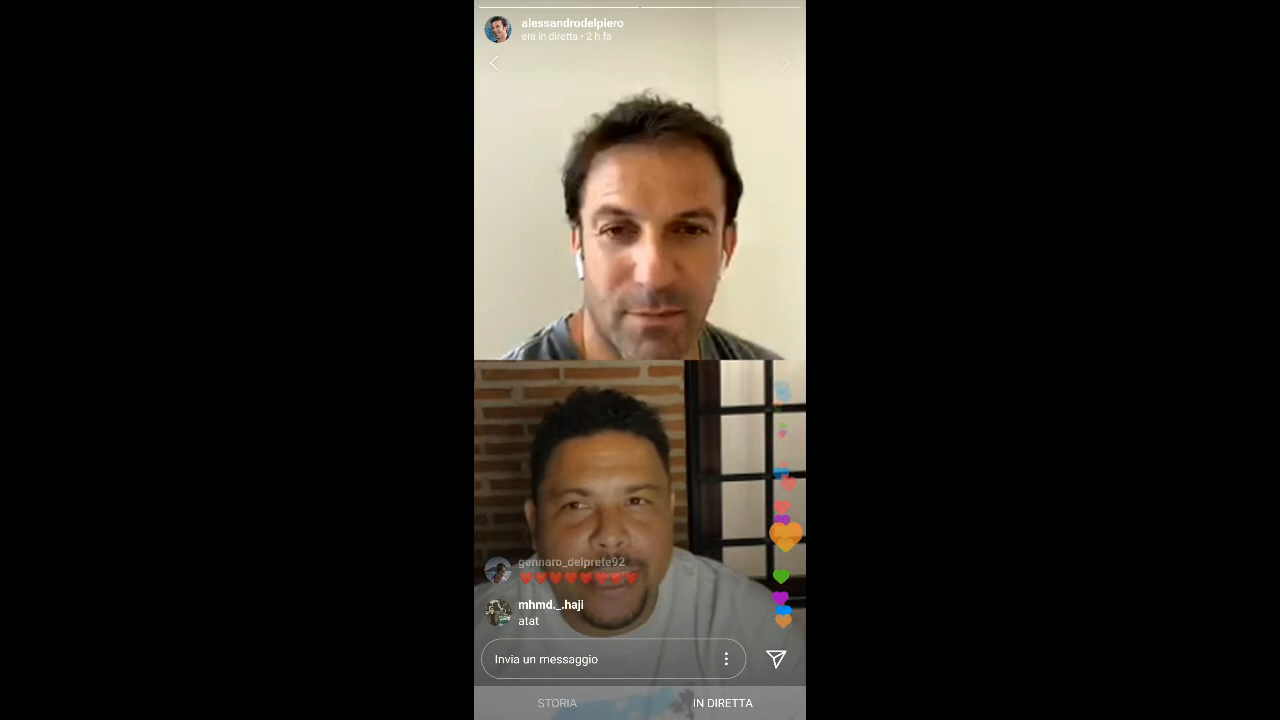 alessandrodelpiero
era in diretta • 2 h fa
gennaro_delprete92
mhmd._.haji
atat
Invia un messaggio
STORIA
IN DIRETTA